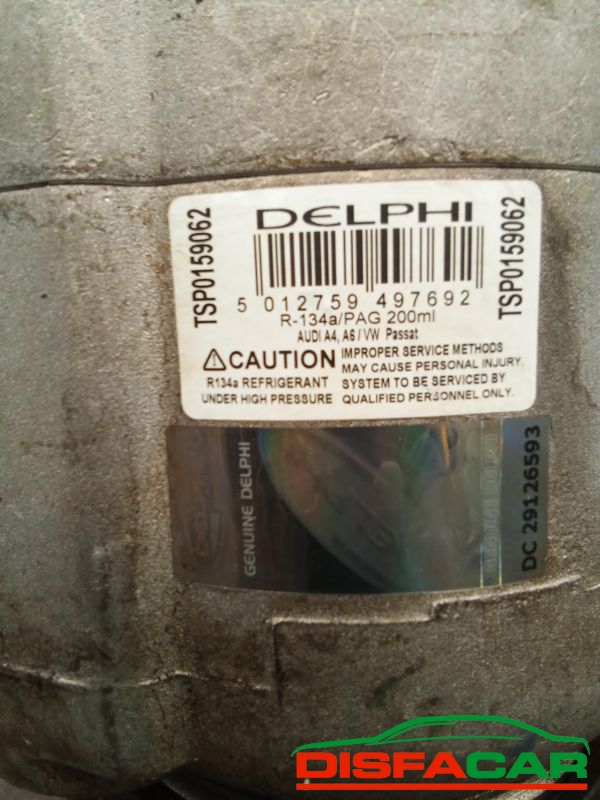 DELPHI
TSP0159062
TSP0159062
5 012759 497692
R-134a/PAG 200ml
AUDI A4, A6 / VW Passat
CAUTION
R134a REFRIGERANT
UNDER HIGH PRESSURE
IMPROPER SERVICE METHODS
MAY CAUSE PERSONAL INJURY.
SYSTEM TO BE SERVICED BY
QUALIFIED PERSONNEL ONLY.
GENUINE DELPHI
DC 29126593
DISFACAR